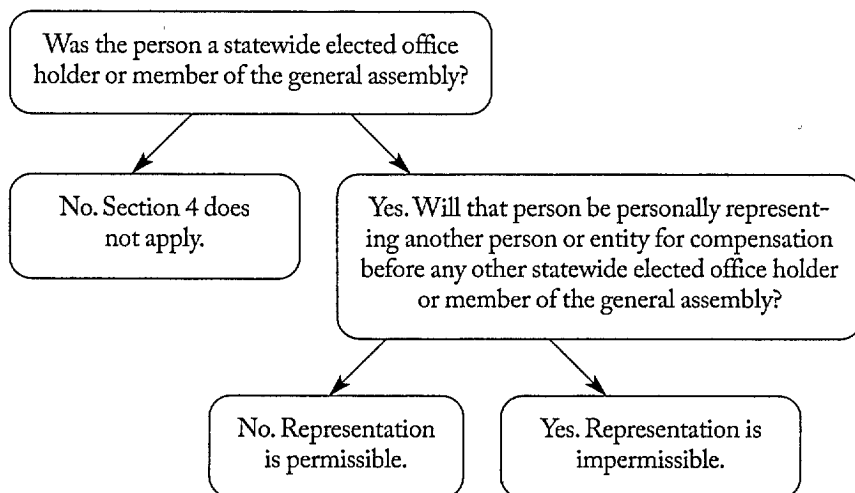 Was the person a statewide elected office
holder or member of the general assembly?
No. Section 4 does
not apply.
Yes. Will that person be personally represent-
ing another person or entity for compensation
before any other statewide elected office holder
or member of the general assembly?
No. Representation
is permissible.
Yes. Representation is
impermissible.